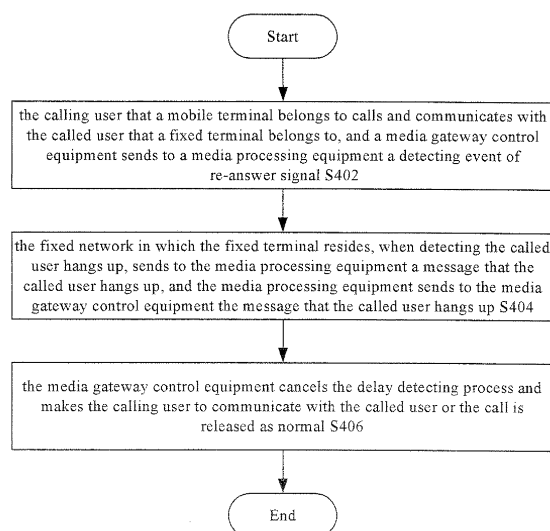 Start
the calling user that a mobile terminal belongs to calls and communicates with
the called user that a fixed terminal belongs to, and a media gateway control
equipment sends to a media processing equipment a detecting event of
re-answer signal S402
the fixed network in which the fixed terminal resides, when detecting the called
user hangs up, sends to the media processing equipment a message that the
called user hangs up, and the media processing equipment sends to the media
gateway control equipment the message that the called user hangs up S404
the media gateway control equipment cancels the delay detecting process and
makes the calling user to communicate with the called user or the call is
released as normal S406
End